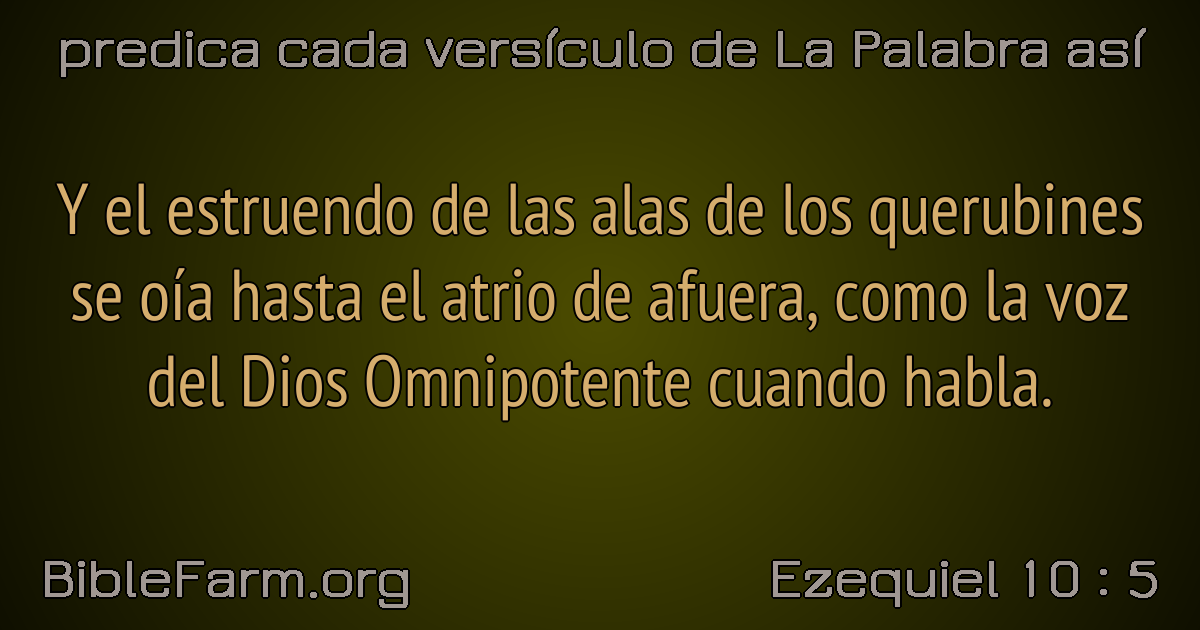 predica cada versículo de La Palabra así
Y el estruendo de las alas de los querubines
se oía hasta el atrio de afuera, como la voz
del Dios Omnipotente cuando habla.
BibleFarm.org
Ezequiel 10 : 5